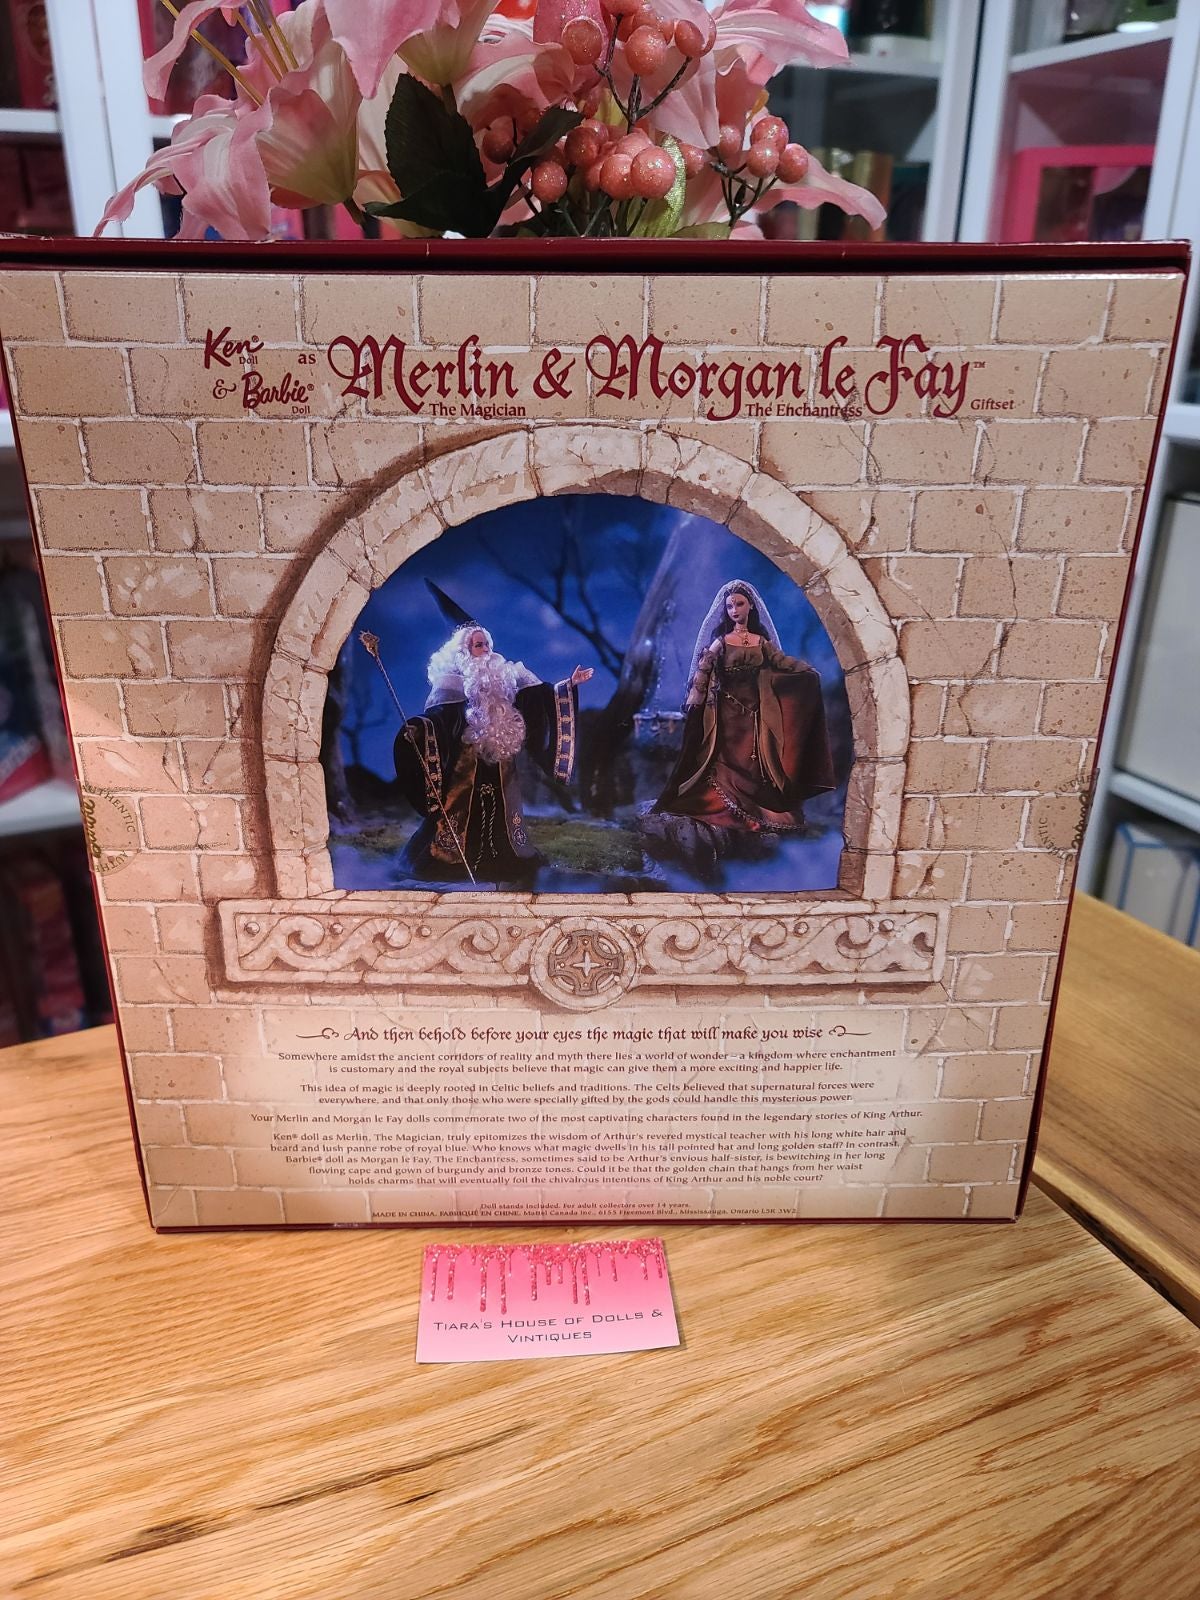 Ken® Doll as
& Barbie® Doll
Merlin & Morgan le Fay™
The Magician The Enchantress Giftset
AUTHENTIC
And then behold before your eyes the magic that will make you wise
Somewhere amidst the ancient corridors of reality and myth there lies a world of wonder – a kingdom where enchantment
is customary and the royal subjects believe that magic can give them a more exciting and happier life.
This idea of magic is deeply rooted in Celtic beliefs and traditions. The Celts believed that supernatural forces were
everywhere, and that only those who were specially gifted by the gods could handle this mysterious power.
Your Merlin and Morgan le Fay dolls commemorate two of the most captivating characters found in the legendary stories of King Arthur.
Ken® doll as Merlin, The Magician, truly epitomizes the wisdom of Arthur's revered mystical teacher with his long white hair and
beard and lush panne robe of royal blue. Who knows what magic dwells in his tall pointed hat and long golden staff? In contrast,
Barbie® doll as Morgan le Fay, The Enchantress, sometimes said to be Arthur's envious half-sister, is bewitching in her long
flowing cape and gown of burgundy and bronze tones. Could it be that the golden chain that hangs from her waist
holds charms that will eventually foil the chivalrous intentions of King Arthur and his noble court?
Doll stands included. For adult collectors over 14 years.
MADE IN CHINA. FABRIQUÉ EN CHINE. Mattel Canada Inc., 6155 Freemont Blvd., Mississauga, Ontario L5R 3W2.
Tiara's House of Dolls &
Vintiques